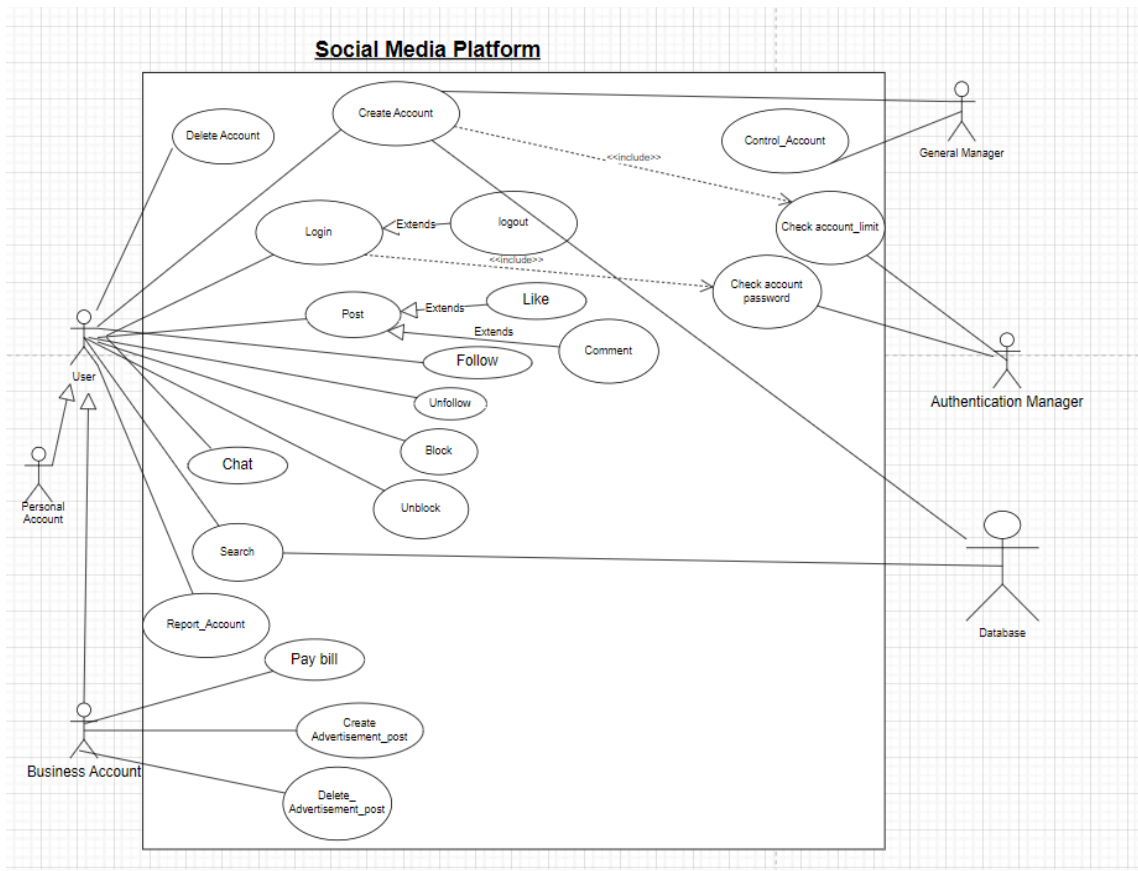 Social Media Platform
Create Account
Delete Account
Control_Account
General Manager
<<include>>
Login
Extends
logout
Check account_limit
<<include>>
Check account
password
Post
Extends
Like
Extends
Comment
Follow
User
Unfollow
Authentication Manager
Block
Chat
Personal
Account
Unblock
Search
Report_Account
Database
Pay bill
Create
Advertisement_post
Business Account
Delete_
Advertisement_post